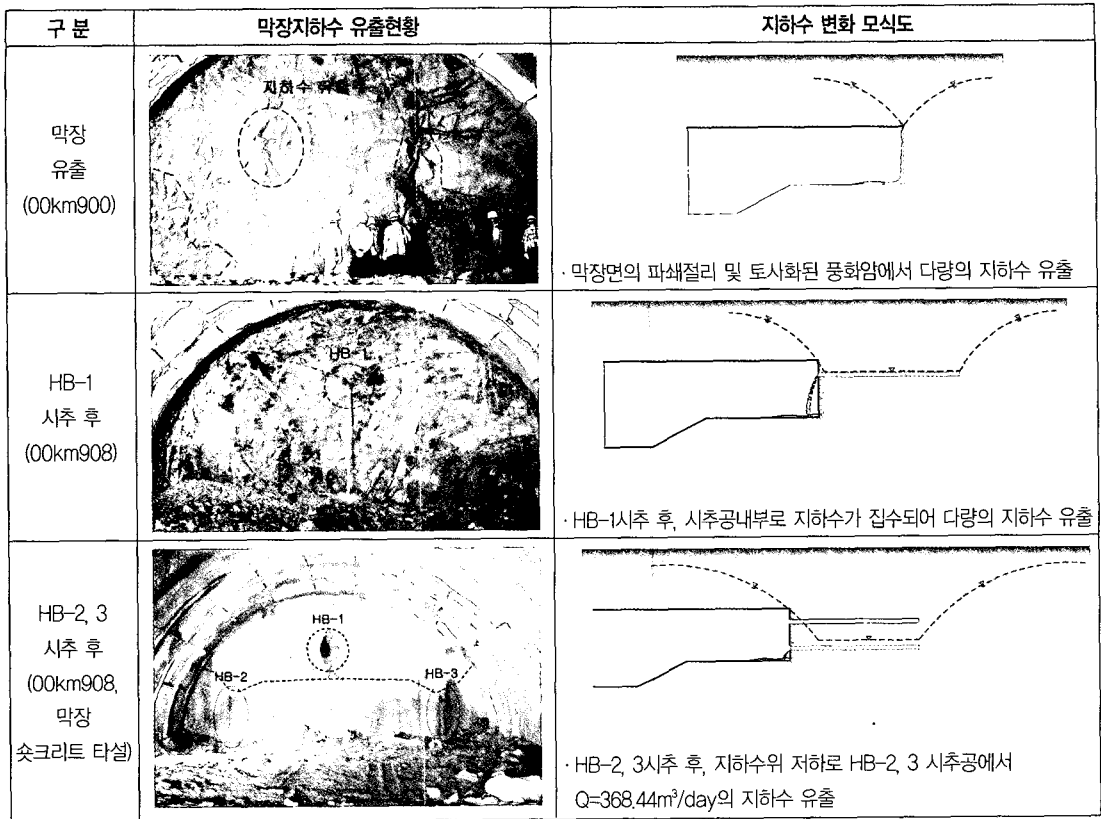 구 분
막장지하수 유출현황
지하수 변화 모식도
막장
유출
(00km900)
지하수 유출
· 막장면의 파쇄절리 및 토사화된 풍화암에서 다량의 지하수 유출
HB-1
시추 후
(00km908)
HB-1
· HB-1시추 후, 시추공내부로 지하수가 집수되어 다량의 지하수 유출
HB-2, 3
시추 후
(00km908,
막장
숏크리트 타설)
HB-1
HB-2
HB-3
· HB-2, 3시추 후, 지하수위 저하로 HB-2, 3 시추공에서
Q=368.44m³/day의 지하수 유출